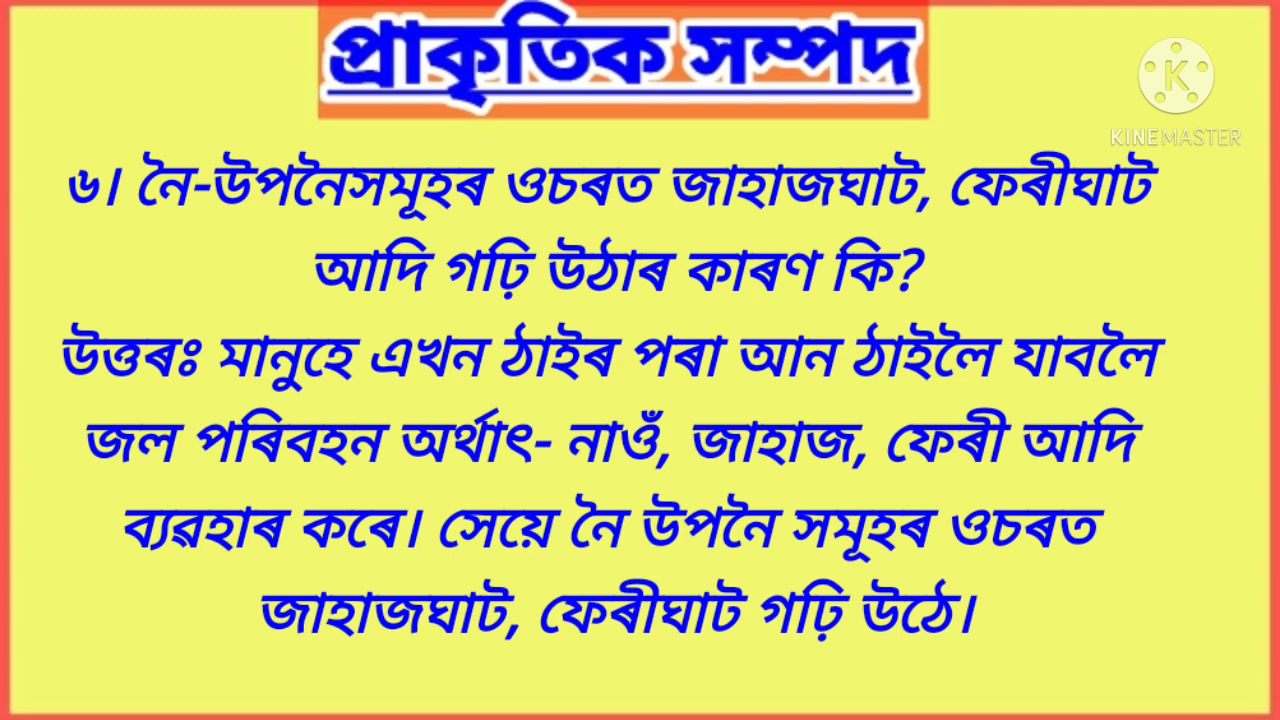 প্ৰাকৃতিক সম্পদ
KINEMASTER
৬। নৈ-উপনৈসমূহৰ ওচৰত জাহাজঘাট, ফেৰীঘাট
আদি গঢ়ি উঠাৰ কাৰণ কি?
উত্তৰঃ মানুহে এখন ঠাইৰ পৰা আন ঠাইলৈ যাবলৈ
জল পৰিবহন অৰ্থাৎ- নাওঁ, জাহাজ, ফেৰী আদি
ব্যৱহাৰ কৰে। সেয়ে নৈ উপনৈ সমূহৰ ওচৰত
জাহাজঘাট, ফেৰীঘাট গঢ়ি উঠে।